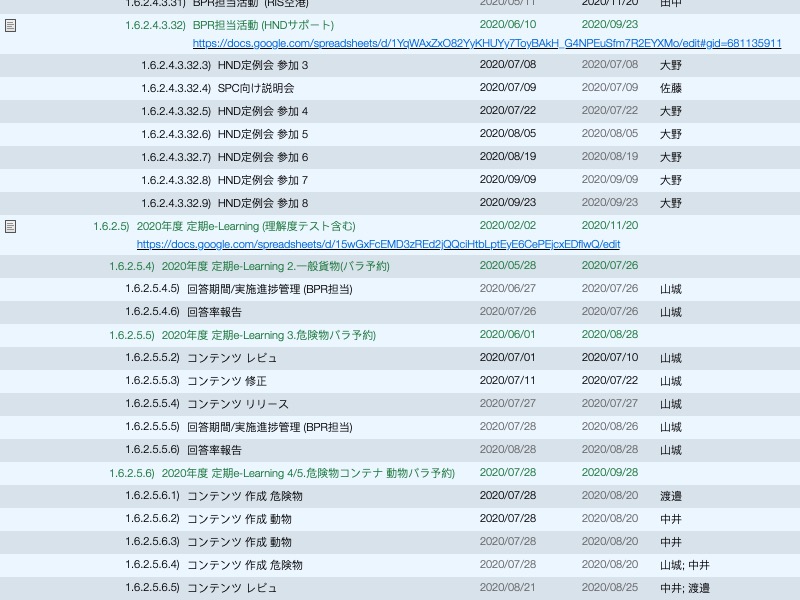 1.6.2.4.3.31) BPR担当活動 (RIS空港) 2020/05/11 2020/11/20 田中
1.6.2.4.3.32) BPR担当活動 (HNDサポート) 2020/06/10 2020/09/23
https://docs.google.com/spreadsheets/d/1YqWAxZxO82YyKHUYy7ToyBAkH_G4NPEuSfm7R2EYXMo/edit#gid=681135911
1.6.2.4.3.32.3) HND定例会 参加 3 2020/07/08 2020/07/08 大野
1.6.2.4.3.32.4) SPC向け説明会 2020/07/09 2020/07/09 佐藤
1.6.2.4.3.32.5) HND定例会 参加 4 2020/07/22 2020/07/22 大野
1.6.2.4.3.32.6) HND定例会 参加 5 2020/08/05 2020/08/05 大野
1.6.2.4.3.32.7) HND定例会 参加 6 2020/08/19 2020/08/19 大野
1.6.2.4.3.32.8) HND定例会 参加 7 2020/09/09 2020/09/09 大野
1.6.2.4.3.32.9) HND定例会 参加 8 2020/09/23 2020/09/23 大野
1.6.2.5) 2020年度 定期e-Learning (理解度テスト含む) 2020/02/02 2020/11/20
https://docs.google.com/spreadsheets/d/15wGxFcEMD3zREd2jQQciHtbLptEyE6CePEjcxEDflwQ/edit
1.6.2.5.4) 2020年度 定期e-Learning 2.一般貨物(バラ予約) 2020/05/28 2020/07/26
1.6.2.5.4.5) 回答期間/実施進捗管理 (BPR担当) 2020/06/27 2020/07/26 山城
1.6.2.5.4.6) 回答率報告 2020/07/26 2020/07/26 山城
1.6.2.5.5) 2020年度 定期e-Learning 3.危険物バラ予約) 2020/06/01 2020/08/28
1.6.2.5.5.2) コンテンツ レビュ 2020/07/01 2020/07/10 山城
1.6.2.5.5.3) コンテンツ 修正 2020/07/11 2020/07/22 山城
1.6.2.5.5.4) コンテンツ リリース 2020/07/27 2020/07/27 山城
1.6.2.5.5.5) 回答期間/実施進捗管理 (BPR担当) 2020/07/28 2020/08/26 山城
1.6.2.5.5.6) 回答率報告 2020/08/28 2020/08/28 山城
1.6.2.5.6) 2020年度 定期e-Learning 4/5.危険物コンテナ 動物バラ予約) 2020/07/28 2020/09/28
1.6.2.5.6.1) コンテンツ 作成 危険物 2020/07/28 2020/08/20 渡邉
1.6.2.5.6.2) コンテンツ 作成 動物 2020/07/28 2020/08/20 中井
1.6.2.5.6.3) コンテンツ 作成 動物 2020/07/28 2020/08/20 中井
1.6.2.5.6.4) コンテンツ 作成 危険物 2020/07/28 2020/08/20 山城; 中井
1.6.2.5.6.5) コンテンツ レビュ 2020/08/21 2020/08/25 中井; 渡邉